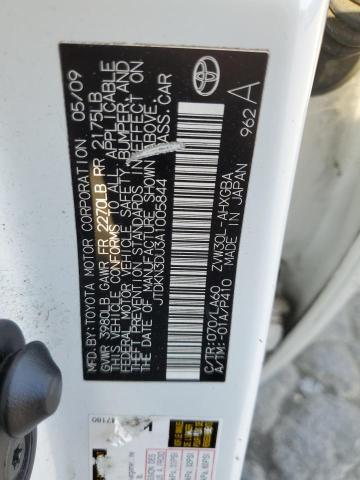 MFD.BY:TOYOTA MOTOR CORPORATION 05/09
GVWR 3980LB GAWR FR 2270LB RR 2175LB
THIS VEHICLE CONFORMS TO ALL APPLICABLE
FEDERAL MOTOR VEHICLE SAFETY, BUMPER, AND
THEFT PREVENTION STANDARDS IN EFFECT ON
THE DATE OF MANUFACTURE SHOWN ABOVE.
JTDKN3DU3A1005844 PASS.CAR
C/TR:070/LA60 ZVW30L-AHXGBA
A/TM:-01A/P410 MADE IN JAPAN
962 A
47180